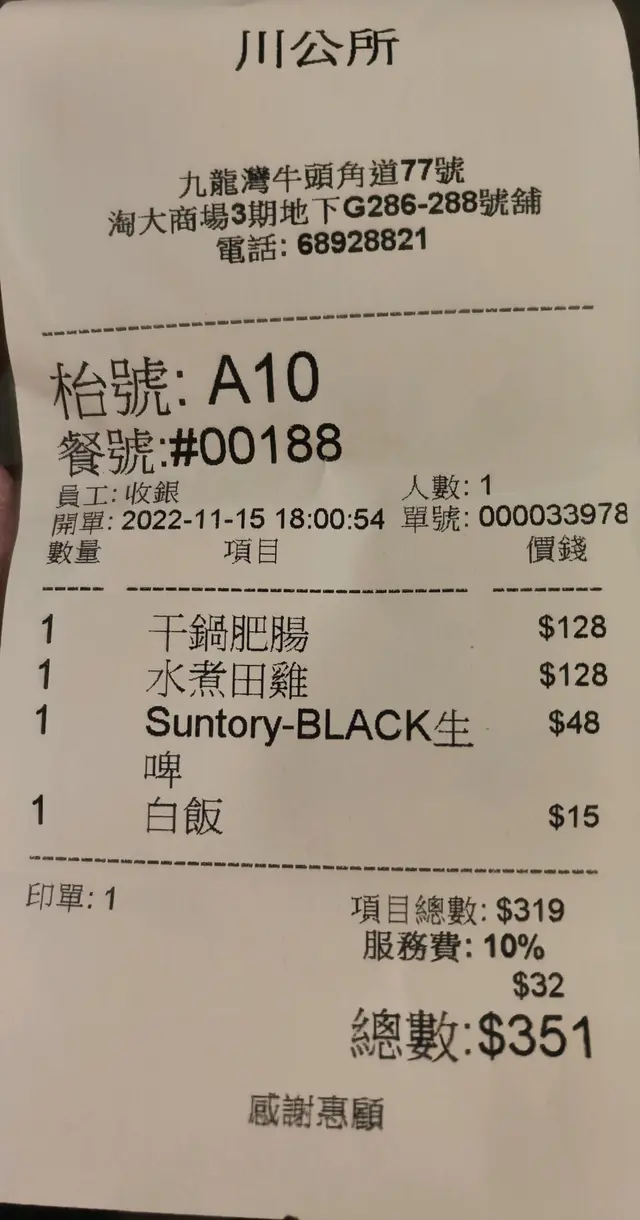 川公所
九龍灣牛頭角道77號
淘大商場3期地下G286-288號舖
電話: 68928821
枱號: A10
餐號:#00188
員工: 收銀 人數: 1
開單: 2022-11-15 18:00:54 單號: 000033978
數量 項目 價錢
1 干鍋肥腸 $128
1 水煮田雞 $128
1 Suntory-BLACK生 $48
啤
1 白飯 $15
印單: 1 項目總數: $319
服務費: 10%
$32
總數:$351
感謝惠顧